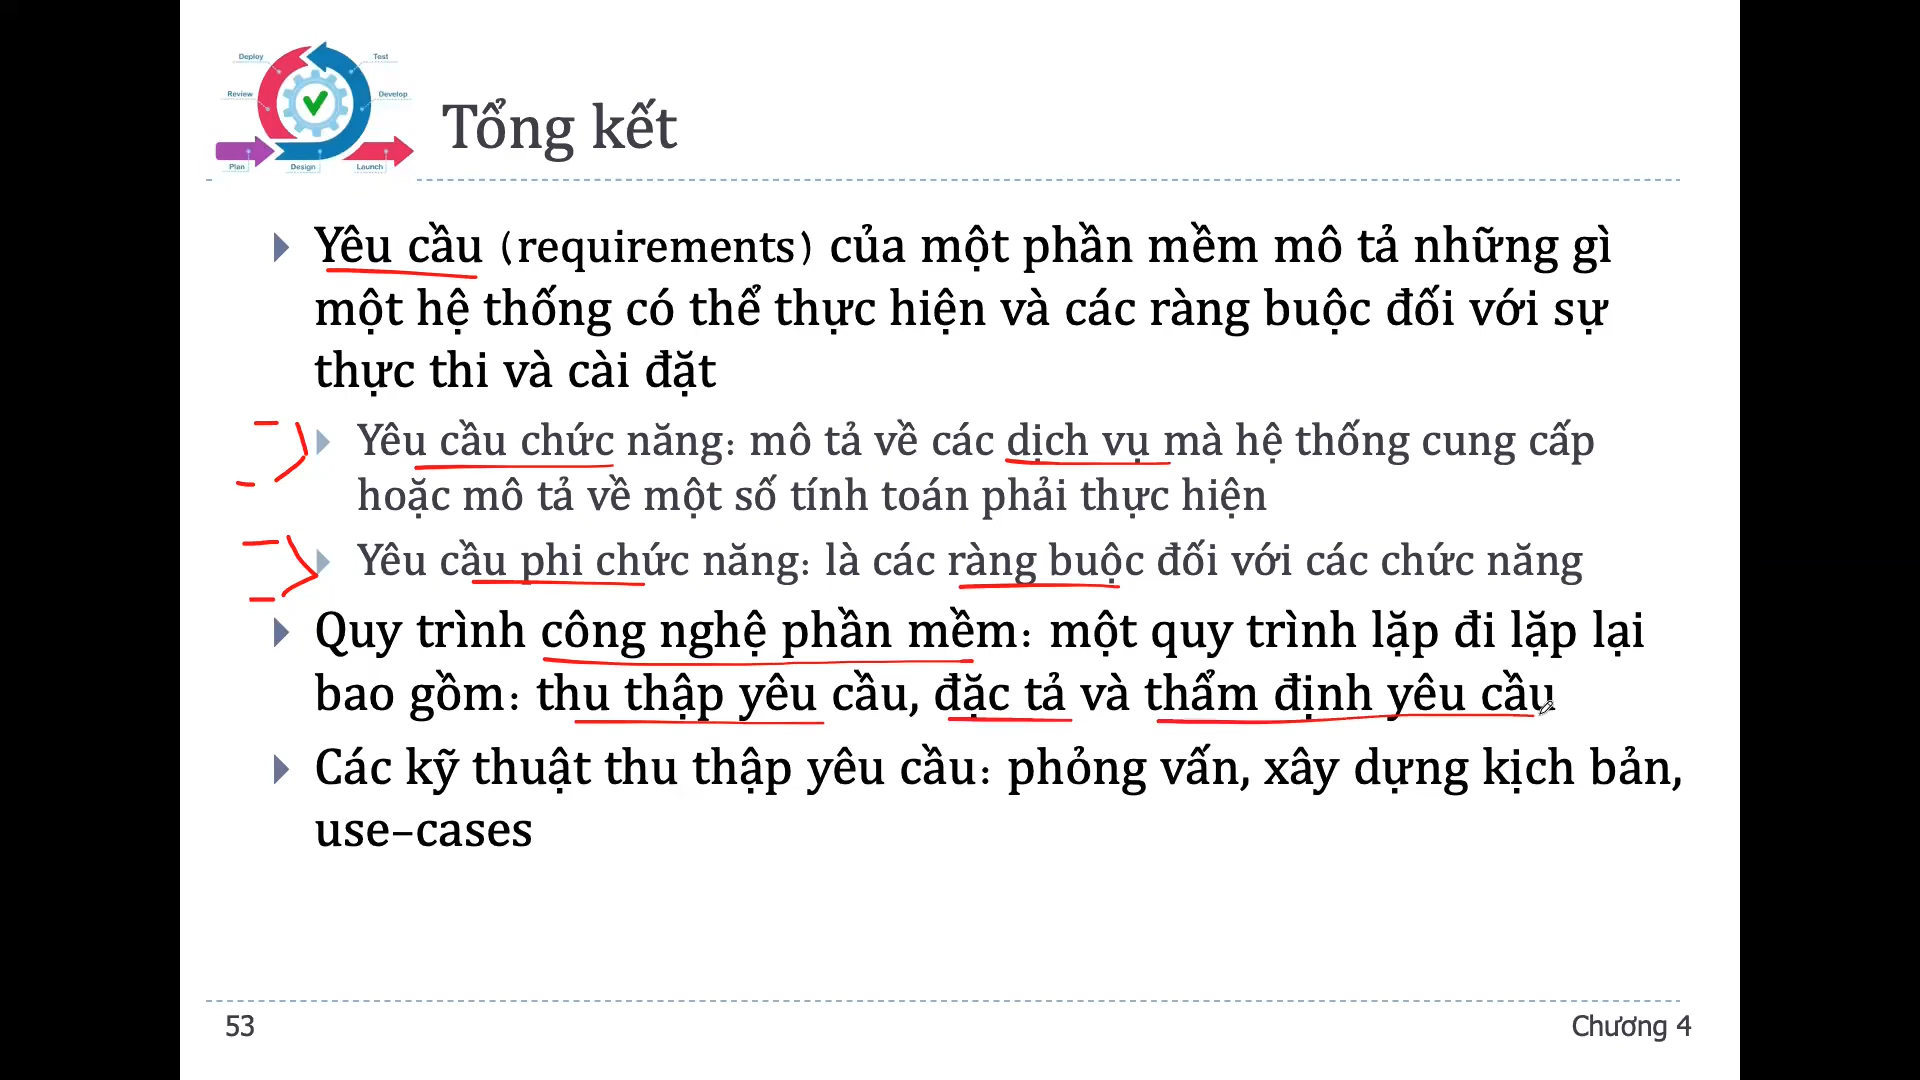 Deploy
Test
Review
Develop
Plan
Design
Launch
Tổng kết
Yêu cầu (requirements) của một phần mềm mô tả những gì
một hệ thống có thể thực hiện và các ràng buộc đối với sự
thực thi và cài đặt
Yêu cầu chức năng: mô tả về các dịch vụ mà hệ thống cung cấp
hoặc mô tả về một số tính toán phải thực hiện
Yêu cầu phi chức năng: là các ràng buộc đối với các chức năng
Quy trình công nghệ phần mềm: một quy trình lặp đi lặp lại
bao gồm: thu thập yêu cầu, đặc tả và thẩm định yêu cầu
Các kỹ thuật thu thập yêu cầu: phỏng vấn, xây dựng kịch bản,
use-cases
53
Chương 4